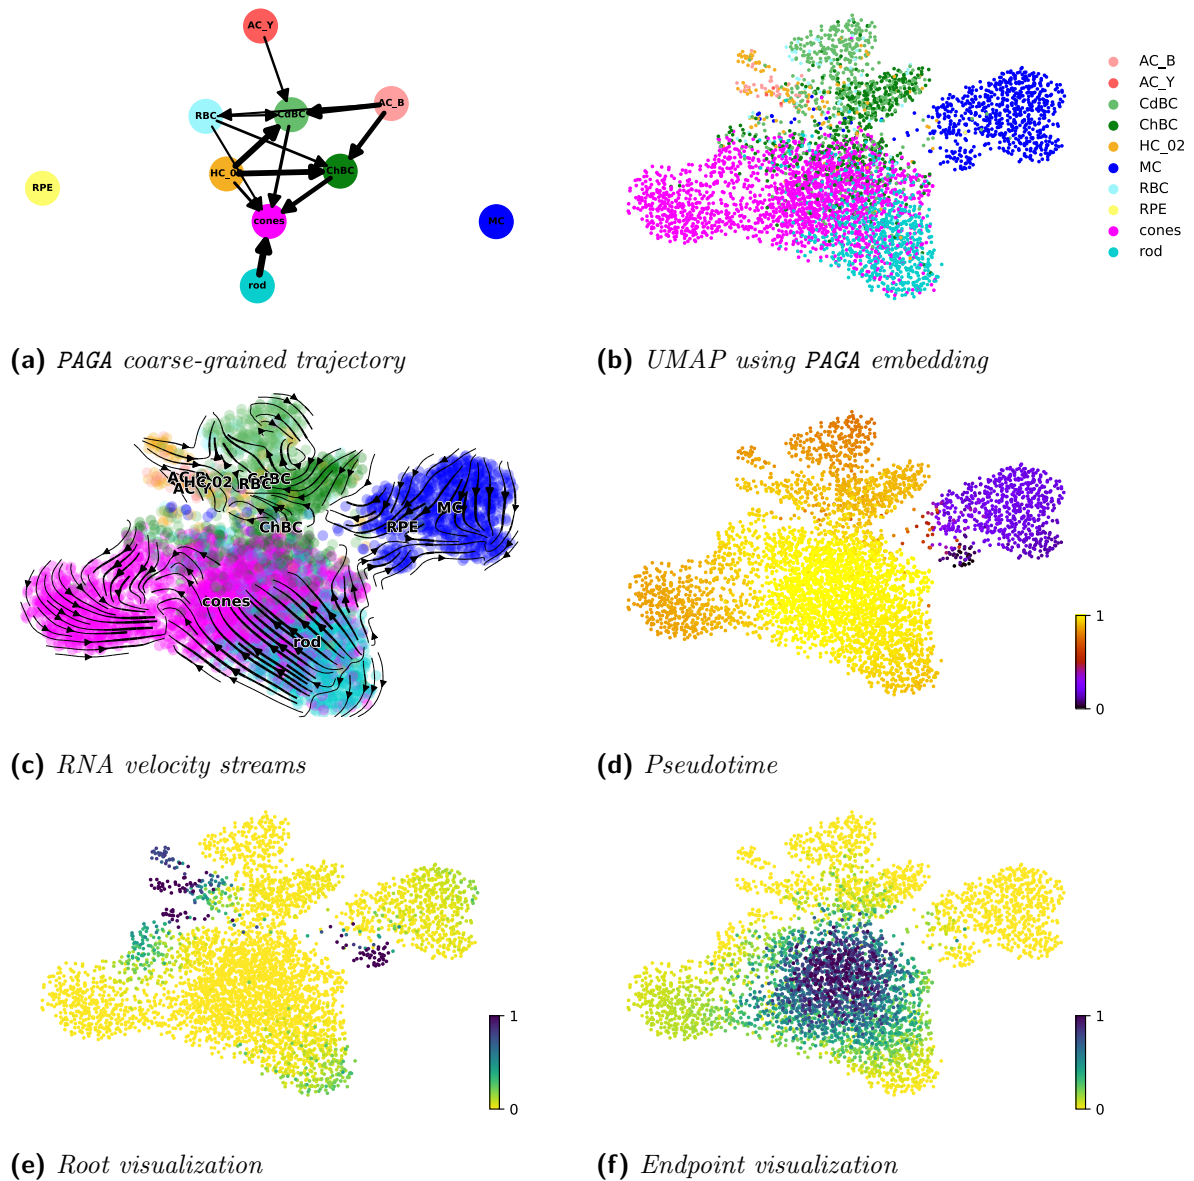 AC_Y
AC_B
RBC
CdBC
HC_0
ChBC
RPE
cones
MC
rod
AC_B
AC_Y
CdBC
ChBC
HC_02
MC
RBC
RPE
cones
rod
(a) PAGA coarse-grained trajectory
(b) UMAP using PAGA embedding
HC_02
RBC
AC_Y
ChBC
RPE
MC
cones
rod
1
0
(c) RNA velocity streams
(d) Pseudotime
1
0
1
0
(e) Root visualization
(f) Endpoint visualization